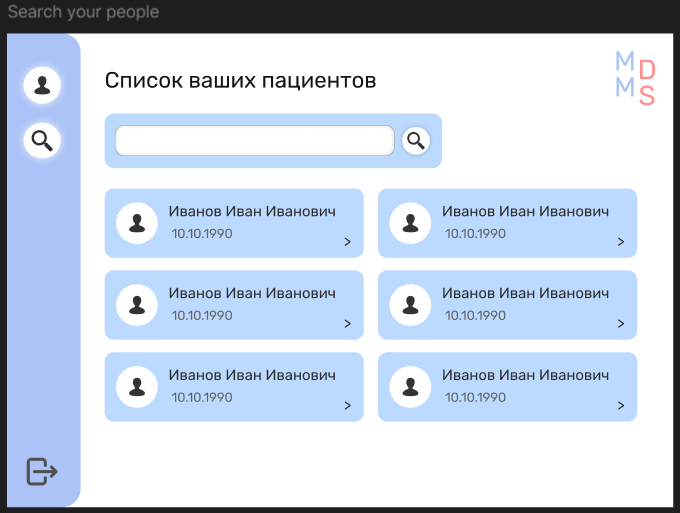 Search your people
MD
MS
Список ваших пациентов
Иванов Иван Иванович
10.10.1990
>
Иванов Иван Иванович
10.10.1990
>
Иванов Иван Иванович
10.10.1990
>
Иванов Иван Иванович
10.10.1990
>
Иванов Иван Иванович
10.10.1990
>
Иванов Иван Иванович
10.10.1990
>